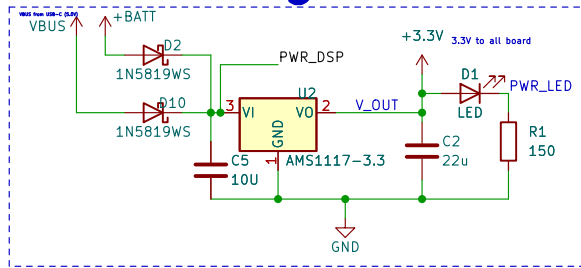 VBUS from USB-C (5.0V)
VBUS
+BATT
D2
1N5819WS
D10
1N5819WS
PWR_DSP
U2
3
VI
VO
2
GND
1
AMS1117-3.3
C5
10U
V_OUT
+3.3V
3.3V to all board
D1
LED
PWR_LED
C2
22u
R1
150
GND